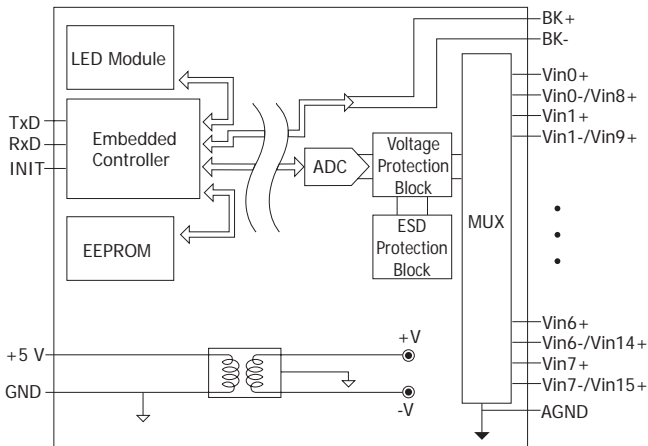 BK+
BK-
LED Module
Vin0+
Vin0-/Vin8+
Vin1+
Vin1-/Vin9+
TxD
RxD
INIT
Embedded
Controller
ADC
Voltage
Protection
Block
MUX
ESD
Protection
Block
EEPROM
Vin6+
Vin6-/Vin14+
Vin7+
Vin7-/Vin15+
AGND
+5 V
GND
+V
-V